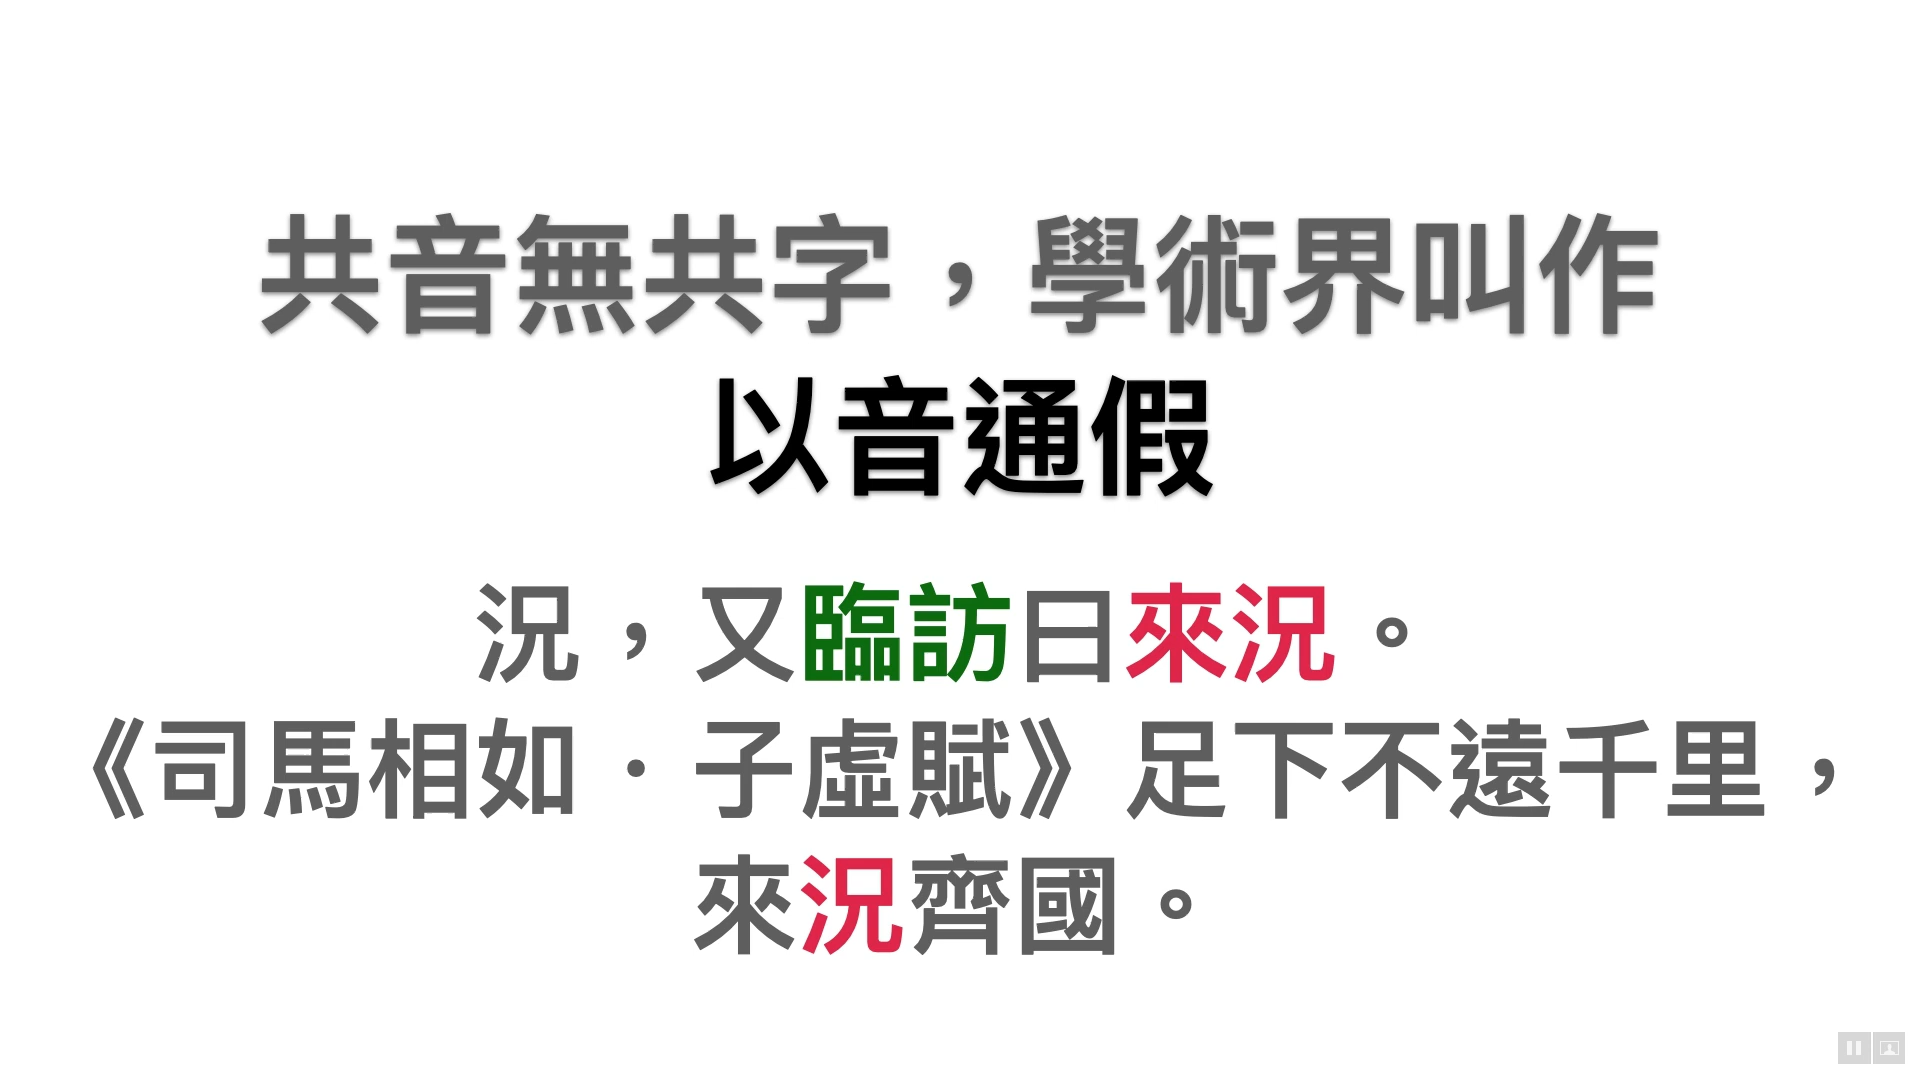 共音無共字，學術界叫作
以音通假
況，又臨訪曰來況。
《司馬相如．子虛賦》足下不遠千里，
來況齊國。